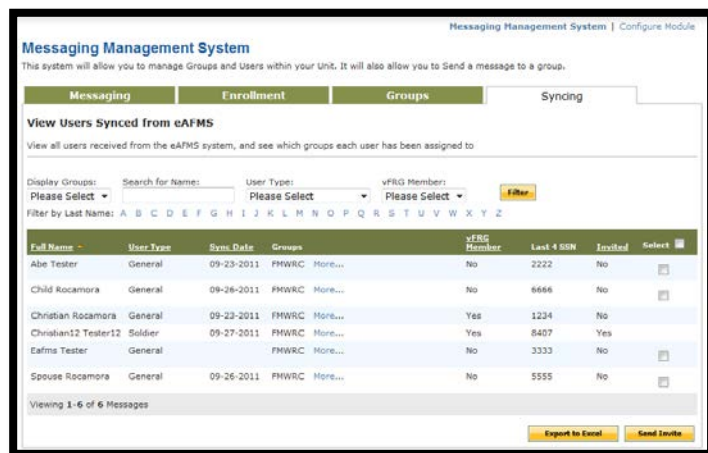 Messaging Management System | Configure Module
Messaging Management System
This system will allow you to manage Groups and Users within your Unit. It will also allow you to Send a message to a group.
Messaging Enrollment Groups Syncing
View Users Synced from eAFMS
View all users received from the eAFMS system, and see which groups each user has been assigned to
Display Groups: Search for Name: User Type: vFRG Member:
Please Select Please Select Please Select Filter
Filter by Last Name: A B C D E F G H I J K L M N O P Q R S T U V W X Y Z
Full Name User Type Sync Date Groups vFRG Member Last 4 SSN Invited Select
Abe Tester General 09-23-2011 FMWRC More... No 2222 No
Child Rocamora General 09-26-2011 FMWRC More... No 6666 No
Christian Rocamora General 09-23-2011 FMWRC More... Yes 1234 No
Christian12 Tester12 Soldier 09-27-2011 FMWRC More... Yes 8407 Yes
Eafms Tester General FMWRC More... No 3333 No
Spouse Rocamora General 09-26-2011 FMWRC More... No 5555 No
Viewing 1-6 of 6 Messages
Export to Excel Send Invite